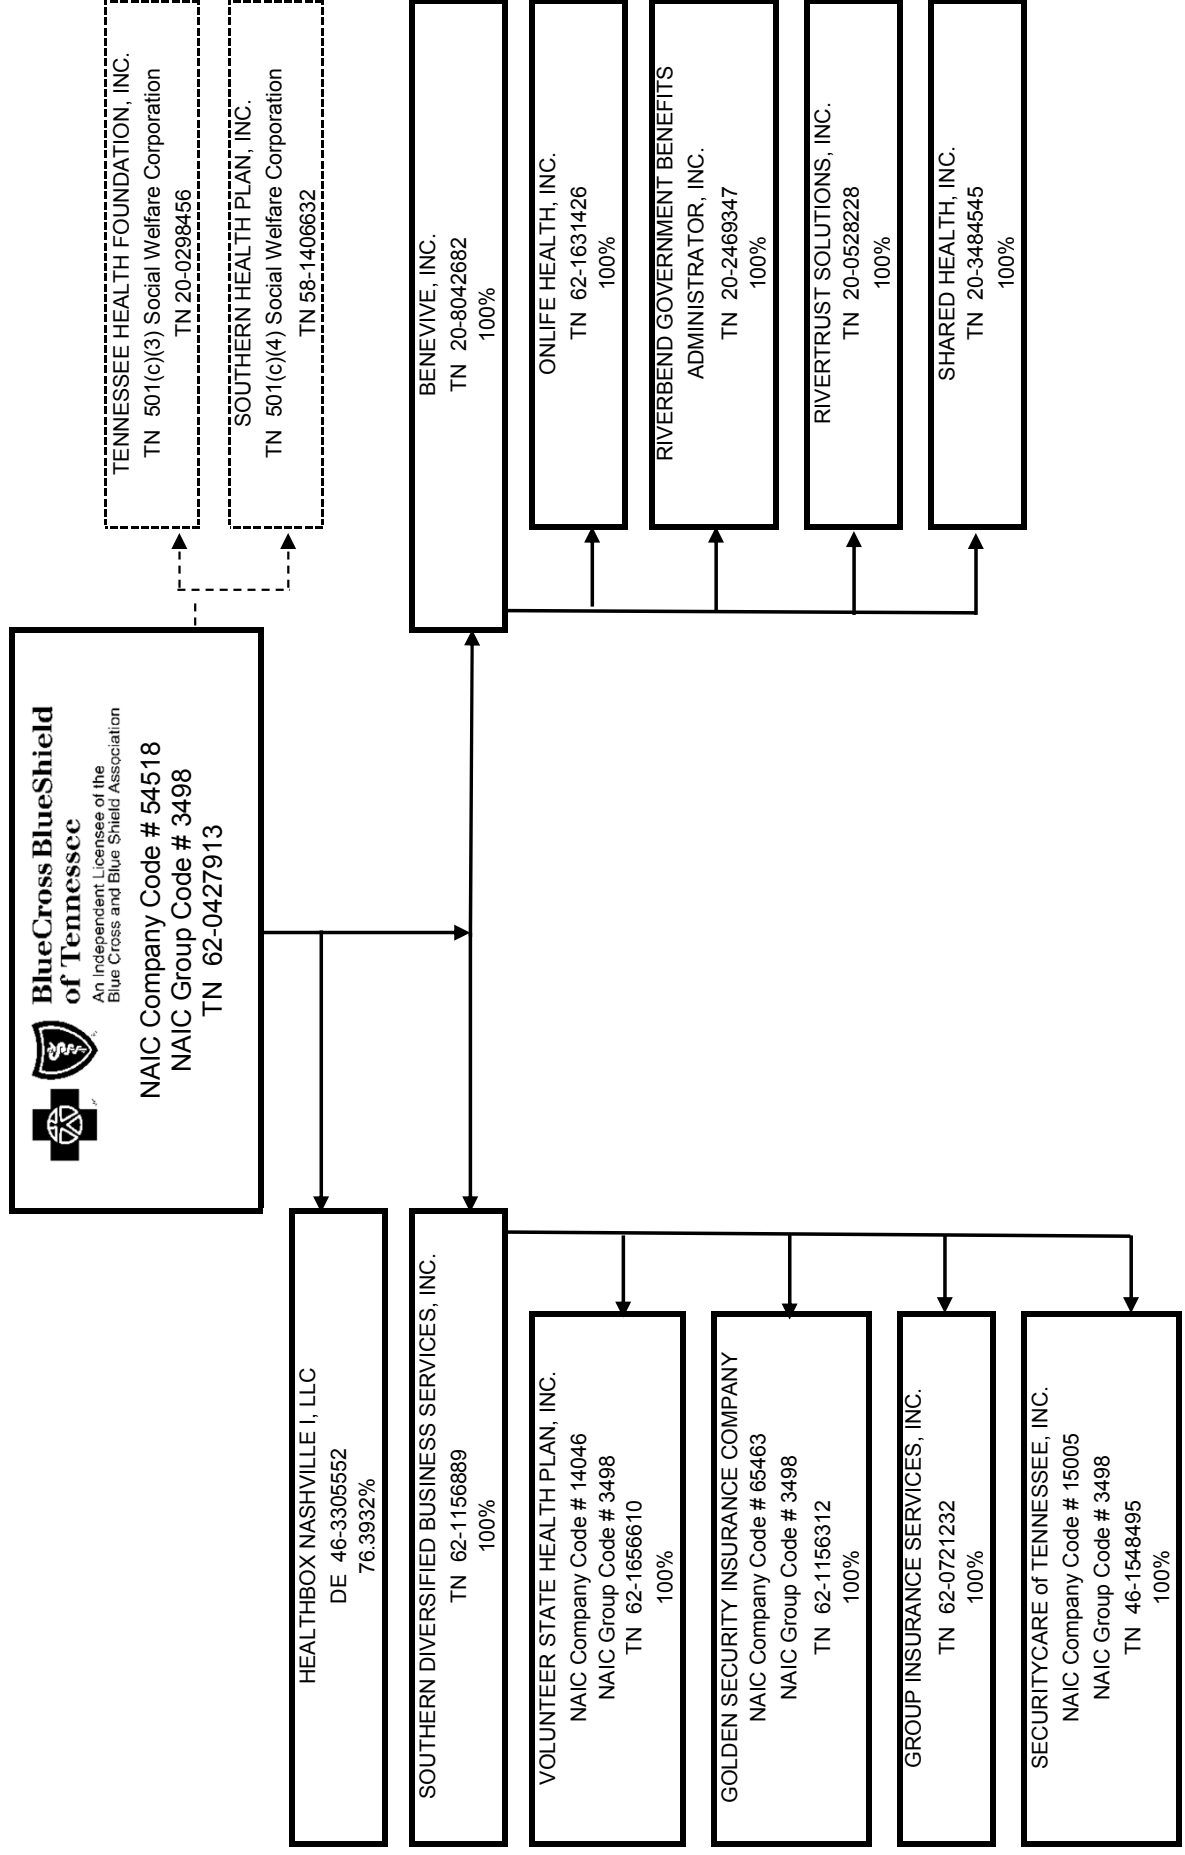 BlueCross BlueShield
of Tennessee
An Independent Licensee of the
Blue Cross and Blue Shield Association
NAIC Company Code # 54518
NAIC Group Code # 3498
TN 62-0427913
TENNESSEE HEALTH FOUNDATION, INC.
TN 501(c)(3) Social Welfare Corporation
TN 20-0298456
SOUTHERN HEALTH PLAN, INC.
TN 501(c)(4) Social Welfare Corporation
TN 58-1406632
HEALTHBOX NASHVILLE I, LLC
DE 46-3305552
76.3932%
SOUTHERN DIVERSIFIED BUSINESS SERVICES, INC.
TN 62-1156889
100%
VOLUNTEER STATE HEALTH PLAN, INC.
NAIC Company Code # 14046
NAIC Group Code # 3498
TN 62-1656610
100%
GOLDEN SECURITY INSURANCE COMPANY
NAIC Company Code # 65463
NAIC Group Code # 3498
TN 62-1156312
100%
GROUP INSURANCE SERVICES, INC.
TN 62-0721232
100%
SECURITYCARE of TENNESSEE, INC.
NAIC Company Code # 15005
NAIC Group Code # 3498
TN 46-1548495
100%
BENEVIVE, INC.
TN 20-8042682
100%
ONLIFE HEALTH, INC.
TN 62-1631426
100%
RIVERBEND GOVERNMENT BENEFITS
ADMINISTRATOR, INC.
TN 20-2469347
100%
RIVERTRUST SOLUTIONS, INC.
TN 20-0528228
100%
SHARED HEALTH, INC.
TN 20-3484545
100%